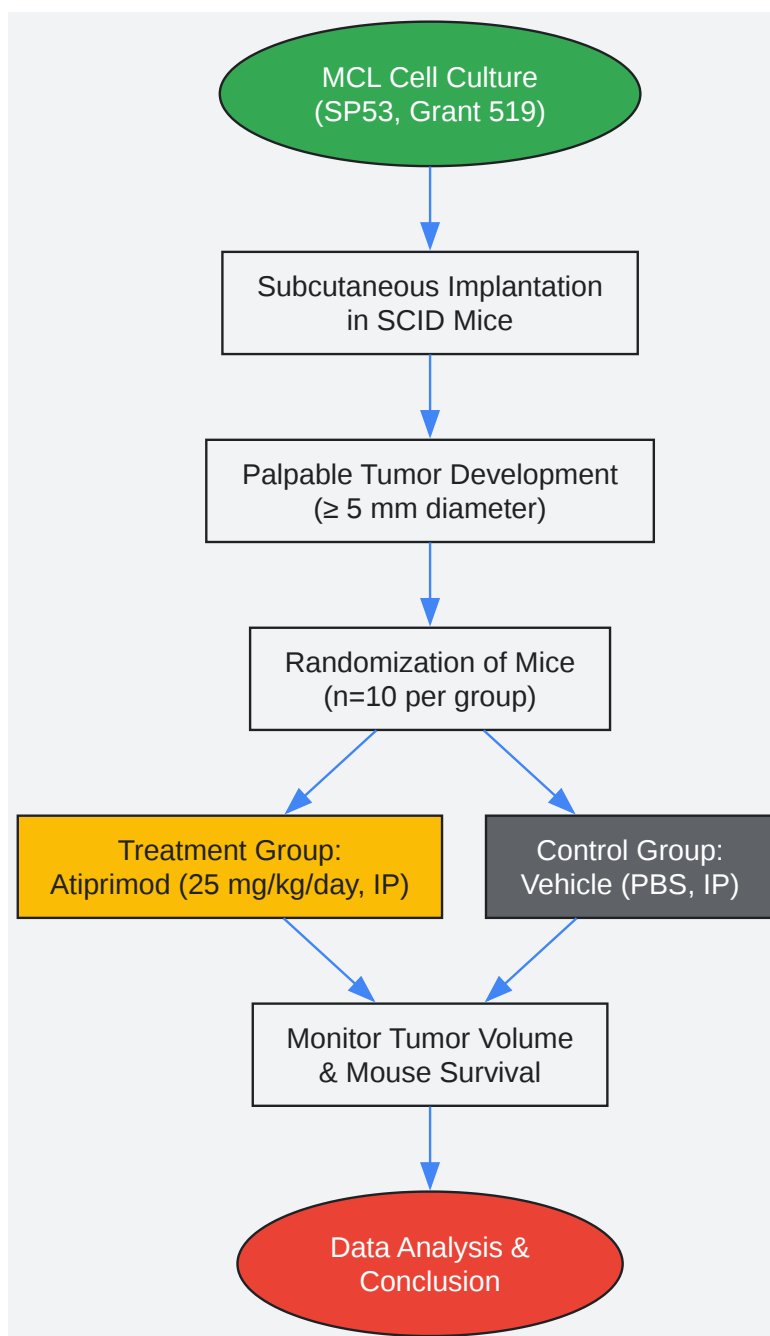 MCL Cell Culture
(SP53, Grant 519)
Subcutaneous Implantation
in SCID Mice
Palpable Tumor Development
(≥ 5 mm diameter)
Randomization of Mice
(n=10 per group)
Treatment Group:
Atiprimod (25 mg/kg/day, IP)
Control Group:
Vehicle (PBS, IP)
Monitor Tumor Volume
& Mouse Survival
Data Analysis &
Conclusion